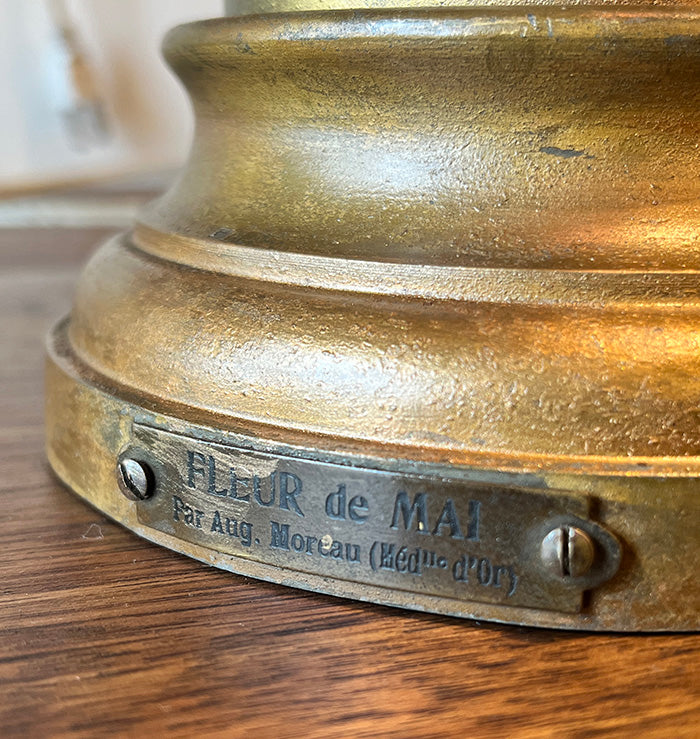 FLEUR de MAI
Par Aug. Moreau (Médlle d'Or)